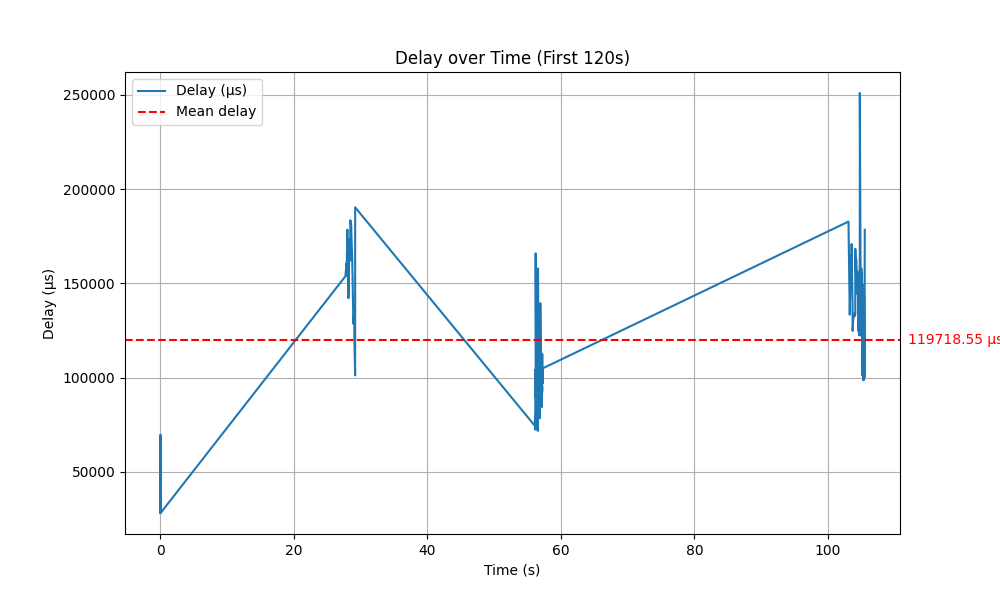 Delay over Time (First 120s)
Delay (µs)
Mean delay
250000
200000
150000
100000
50000
Delay (µs)
119718.55 µs
0 20 40 60 80 100
Time (s)